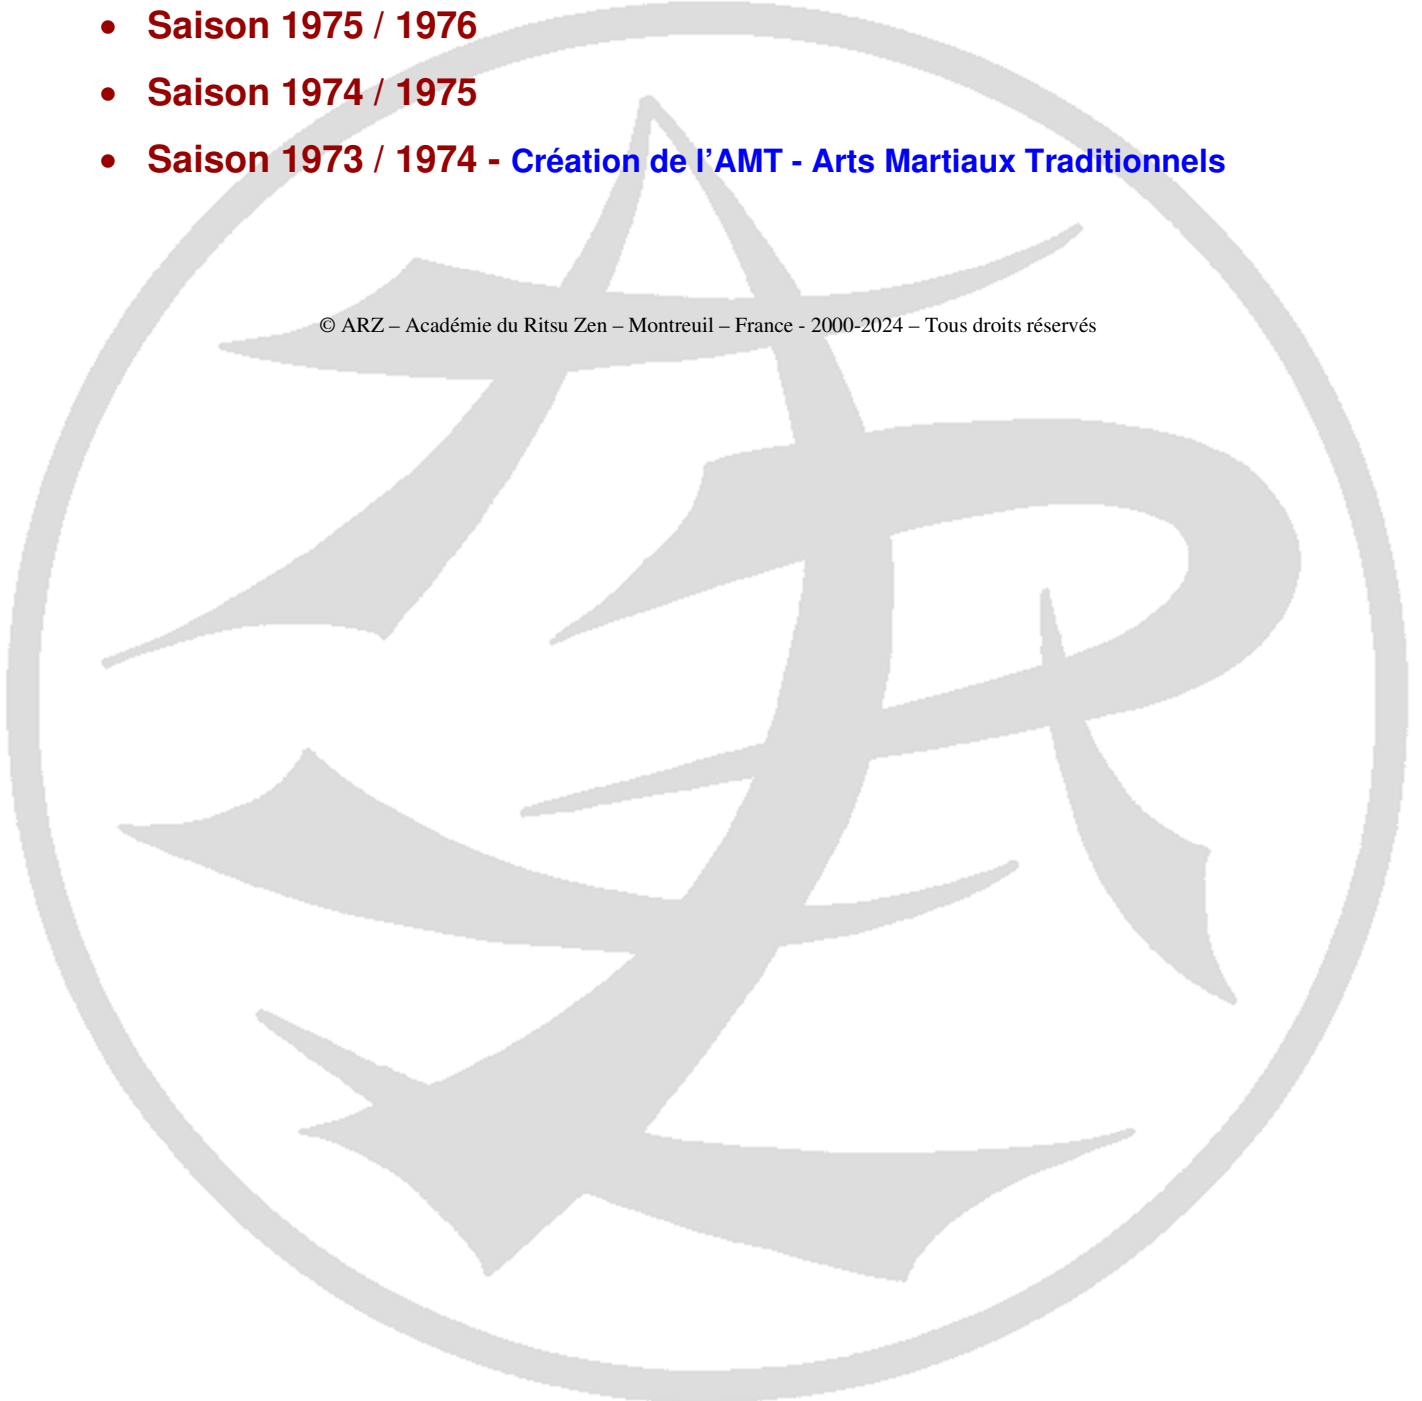 • Saison 1975 / 1976
• Saison 1974 / 1975
• Saison 1973 / 1974 - Création de l’AMT - Arts Martiaux Traditionnels
© ARZ – Académie du Ritsu Zen – Montreuil – France - 2000-2024 – Tous droits réservés